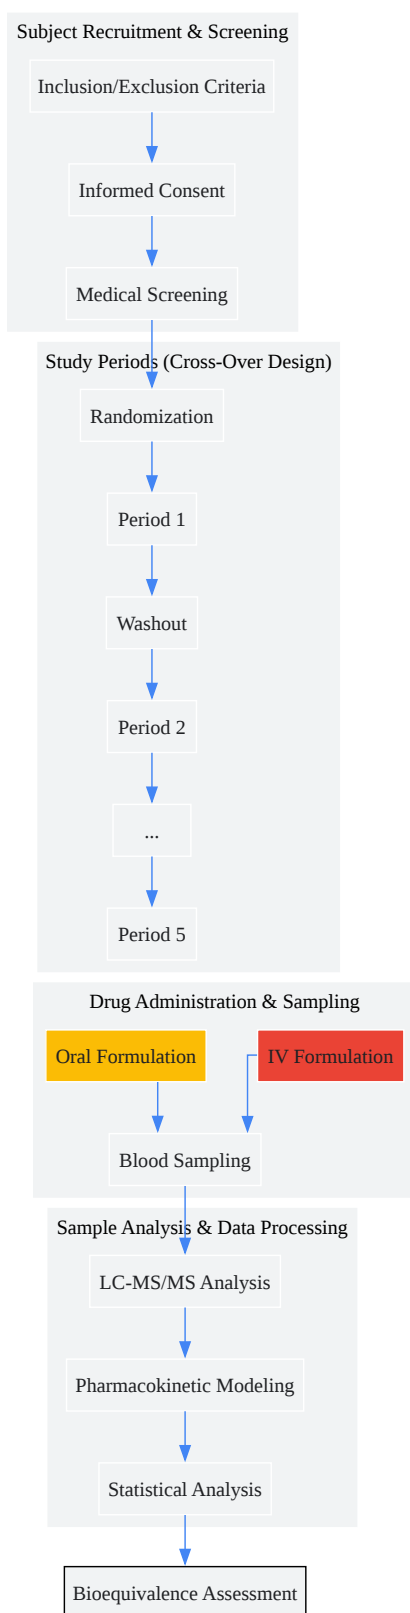 Subject Recruitment & Screening
Inclusion/Exclusion Criteria
Informed Consent
Medical Screening
Study Periods (Cross-Over Design)
Randomization
Period 1
Washout
Period 2
...
Period 5
Drug Administration & Sampling
Oral Formulation
IV Formulation
Blood Sampling
Sample Analysis & Data Processing
LC-MS/MS Analysis
Pharmacokinetic Modeling
Statistical Analysis
Bioequivalence Assessment